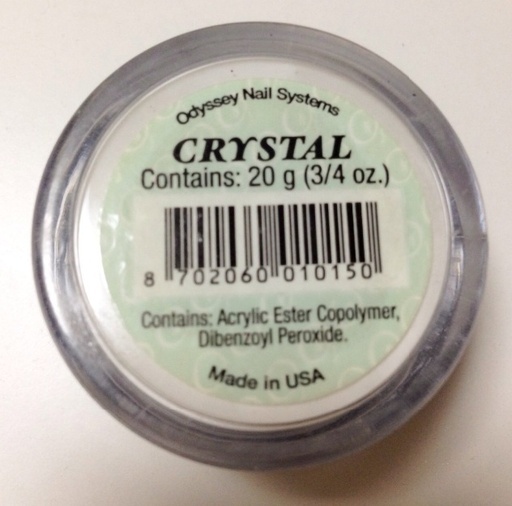 Odyssey Nail Systems
CRYSTAL
Contains: 20 g (3/4 oz.)
8 702060 010150
Contains: Acrylic Ester Copolymer,
Dibenzoyl Peroxide.
Made in USA